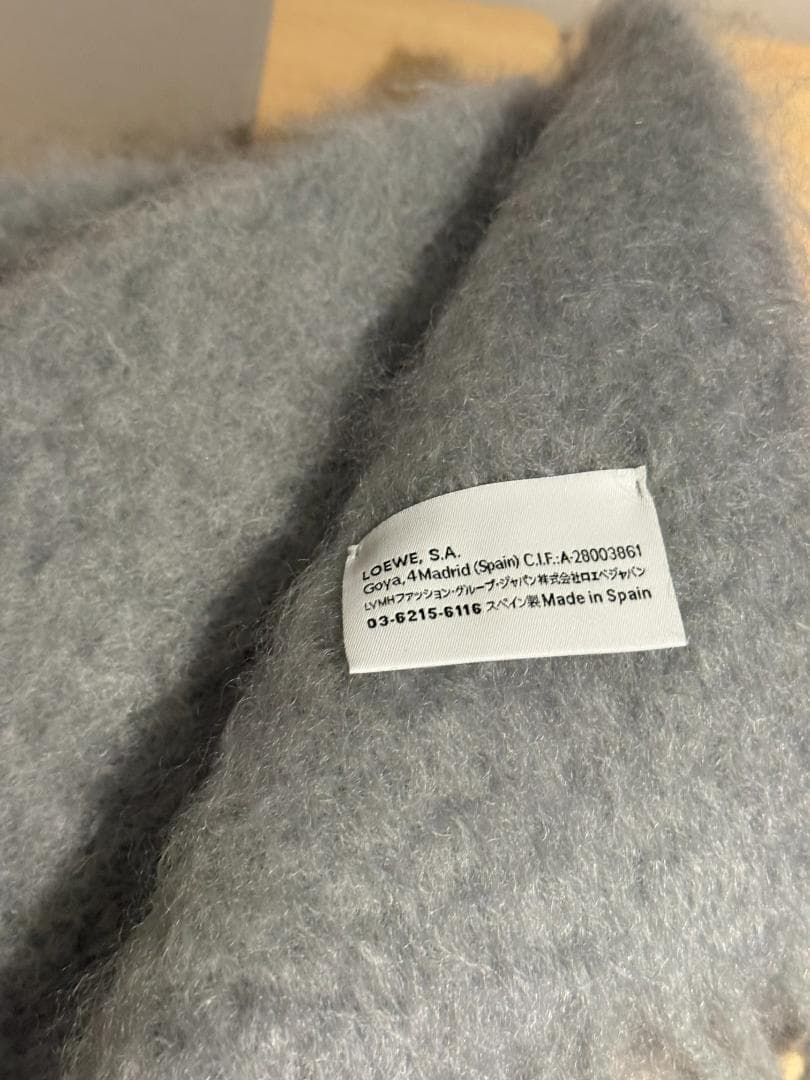 LOEWE, S.A.
Goya, 4 Madrid (Spain) C.I.F.: A-28003861
LVMHファッション・グループ・ジャパン株式会社ロエベジャパン
03-6215-6116 スペイン製 Made in Spain